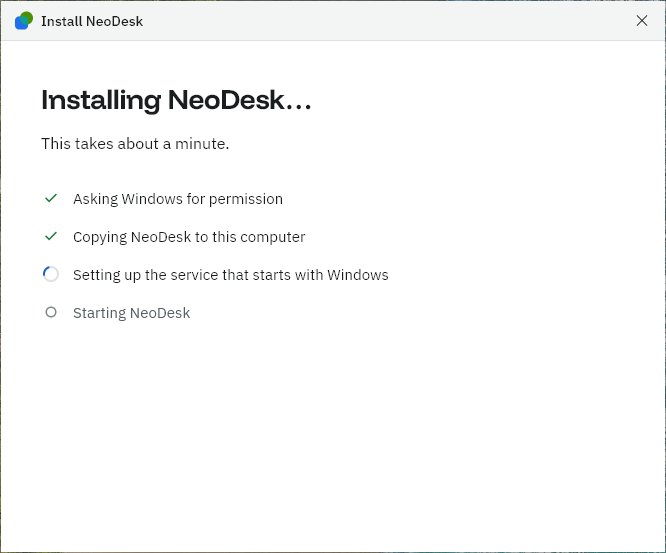 Install NeoDesk
Installing NeoDesk...
This takes about a minute.
Asking Windows for permission
Copying NeoDesk to this computer
Setting up the service that starts with Windows
Starting NeoDesk